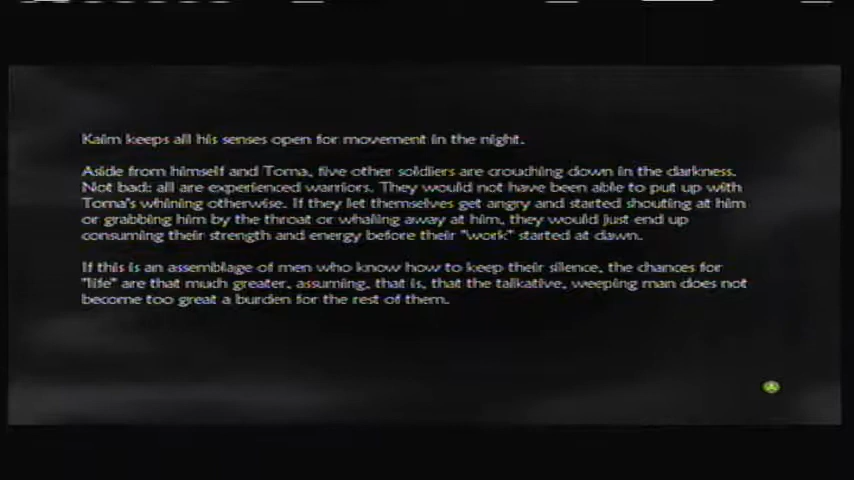 Kaim keeps all his senses open for movement in the night.
Aside from himself and Toma, five other soldiers are crouching down in the darkness.
Not bad: all are experienced warriors. They would not have been able to put up with
Toma's whining otherwise. If they let themselves get angry and started shouting at him
or grabbing him by the throat or whaling away at him, they would just end up
consuming their strength and energy before their "work" started at dawn.
If this is an assemblage of men who know how to keep their silence, the chances for
"life" are that much greater, assuming, that is, that the talkative, weeping man does not
become too great a burden for the rest of them.